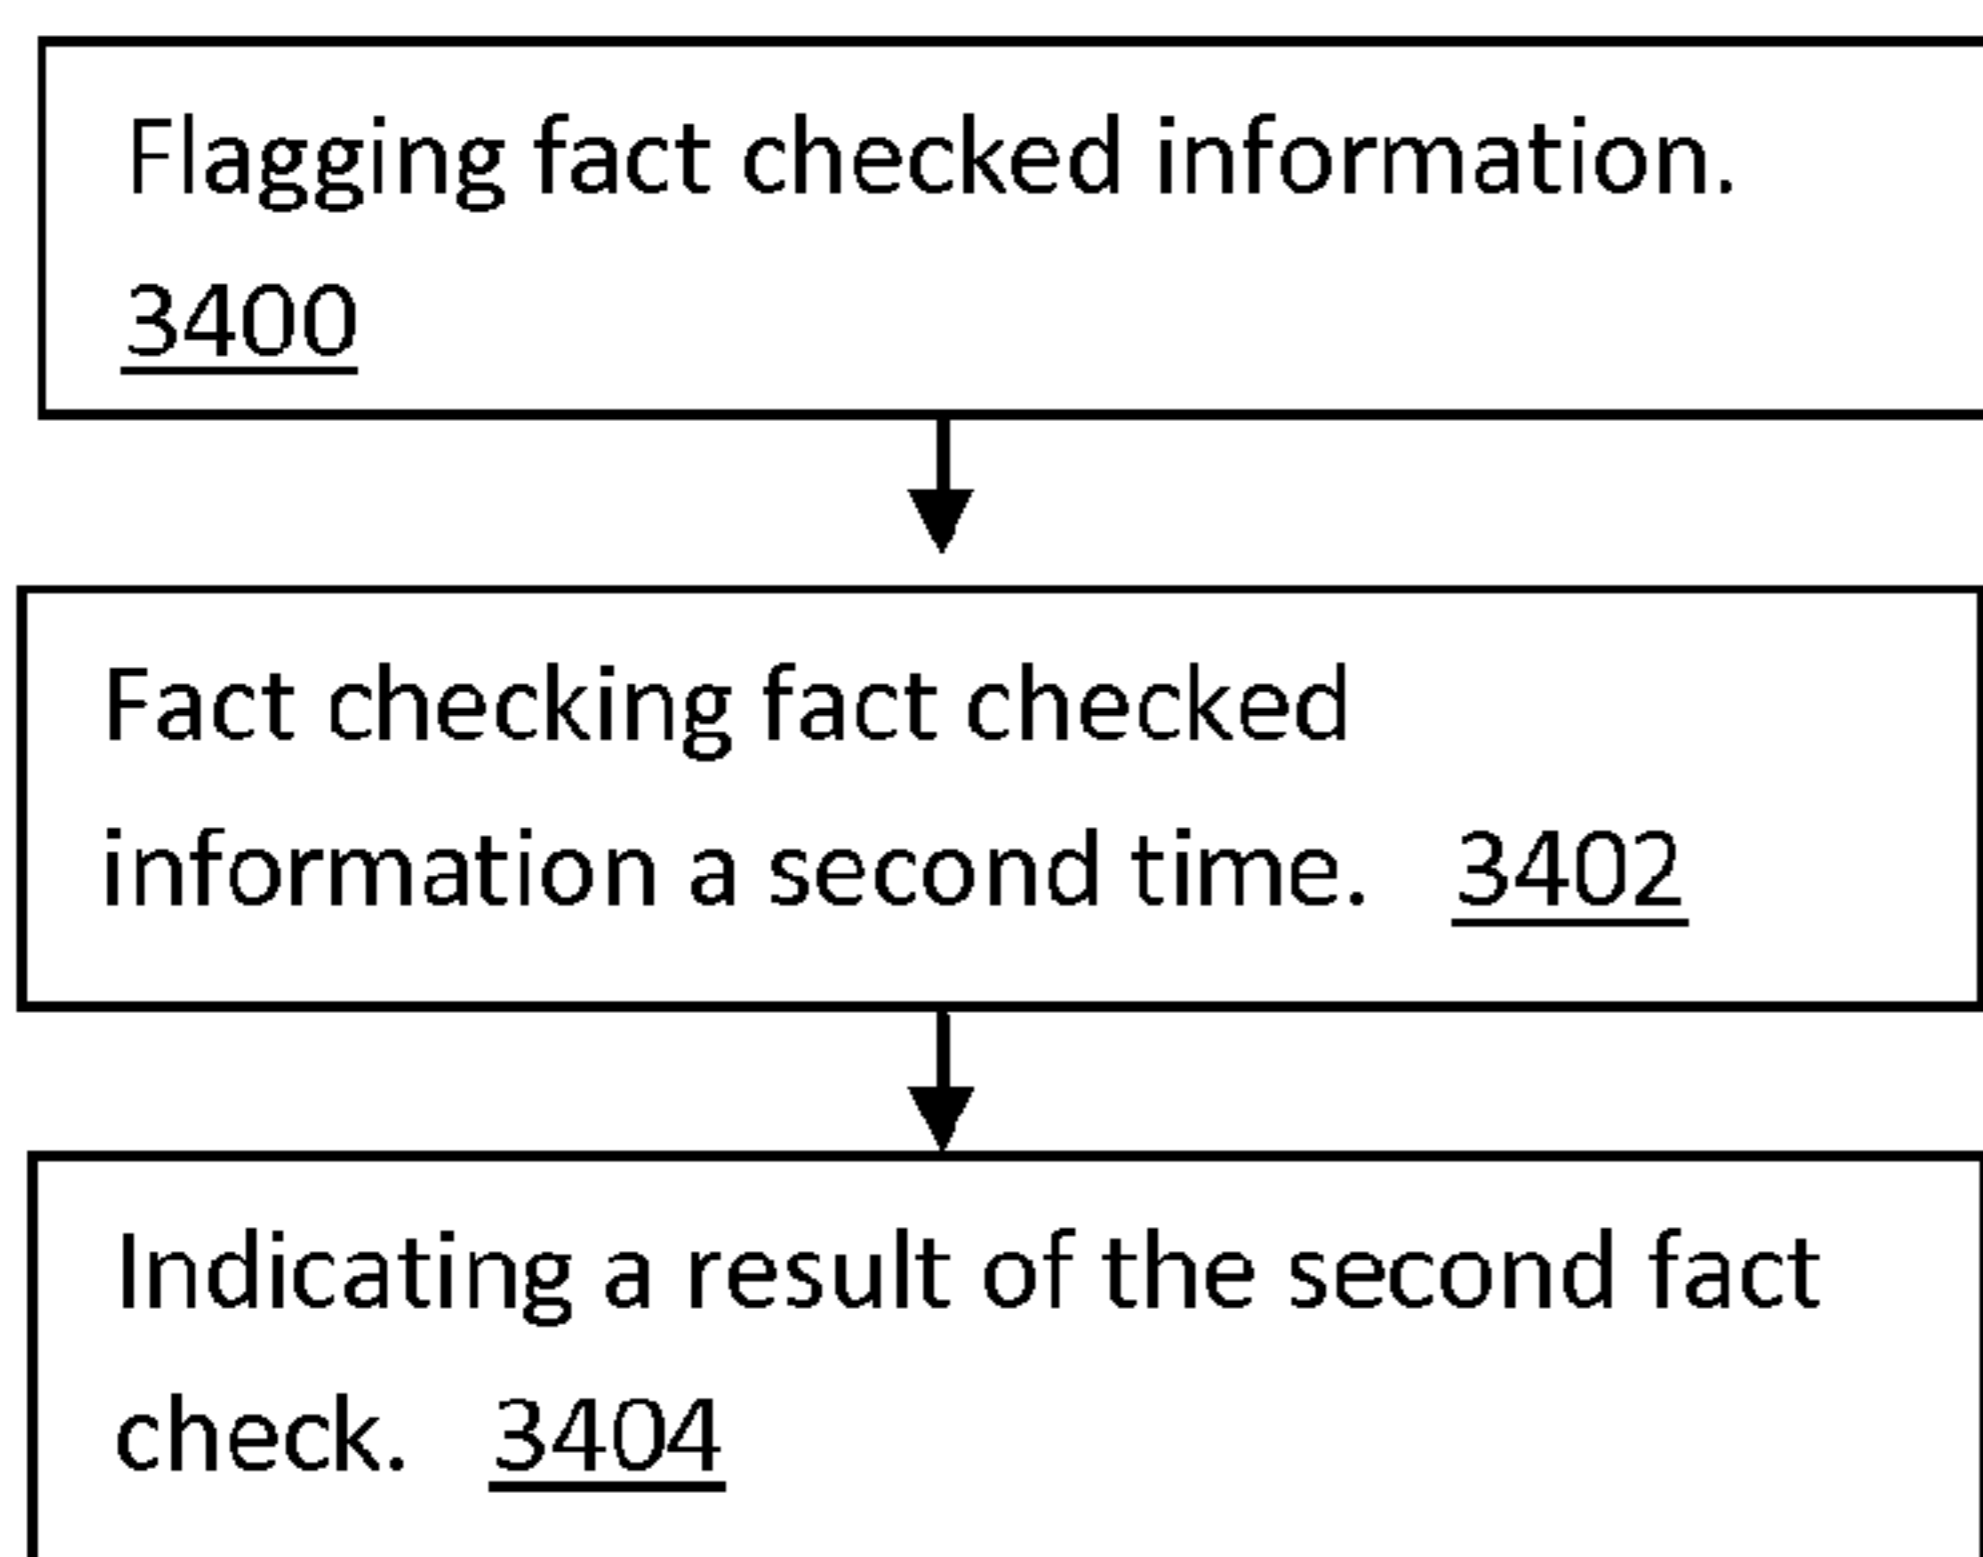 Flagging fact checked information.
3400
Fact checking fact checked
information a second time. 3402
Indicating a result of the second fact
check. 3404